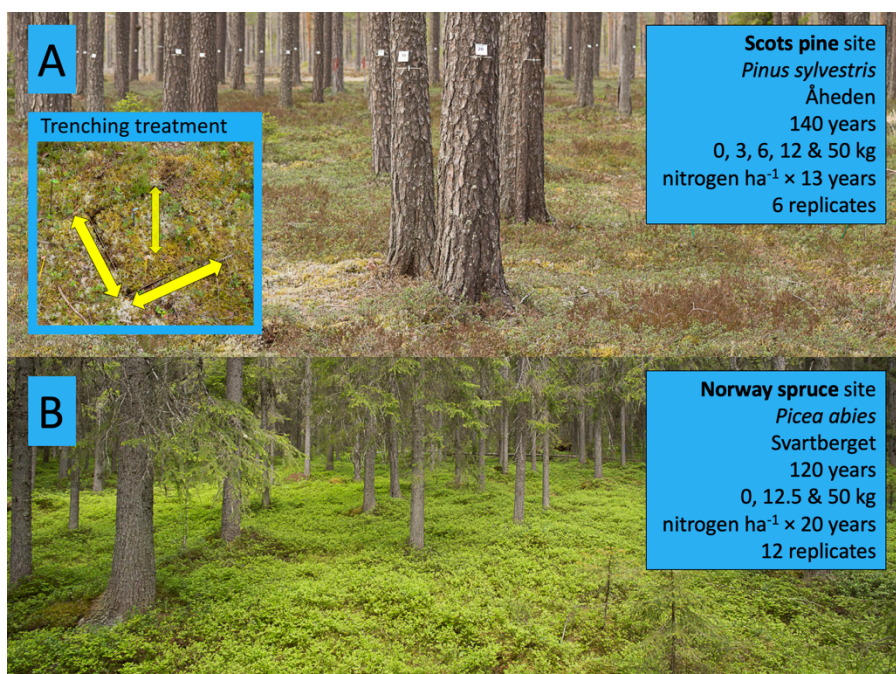 A
Trenching treatment
Scots pine site
Pinus sylvestris
Åheden
140 years
0, 3, 6, 12 & 50 kg
nitrogen ha⁻¹ × 13 years
6 replicates
B
Norway spruce site
Picea abies
Svartberget
120 years
0, 12.5 & 50 kg
nitrogen ha⁻¹ × 20 years
12 replicates